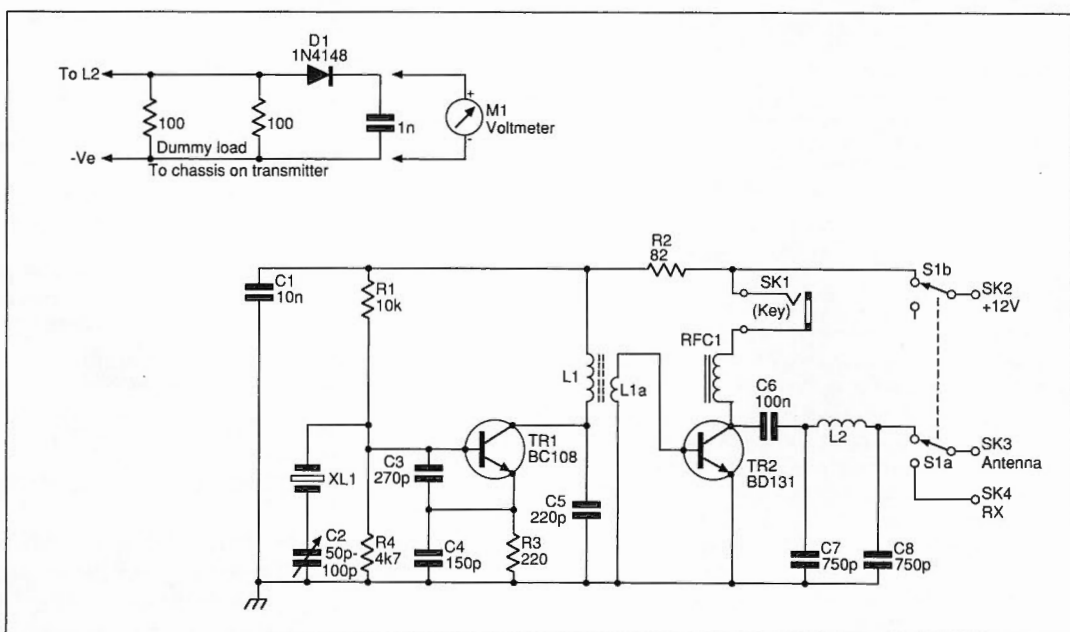 D1
1N4148
To L2
100
100
1n
+
-
M1
Voltmeter
Dummy load
-Ve
To chassis on transmitter
R2
82
S1b
SK2
+12V
C1
10n
R1
10k
SK1
(Key)
RFC1
L1
L1a
C6
100n
L2
SK3
Antenna
S1a
SK4
RX
TR1
BC108
TR2
BD131
C3
270p
XL1
C5
220p
C2
50p-
100p
R4
4k7
C4
150p
R3
220
C7
750p
C8
750p